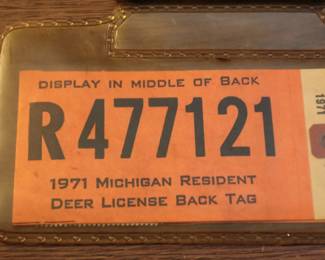 Display in Middle of Back
R 477121
1971 Michigan Resident
Deer License Back Tag
1971